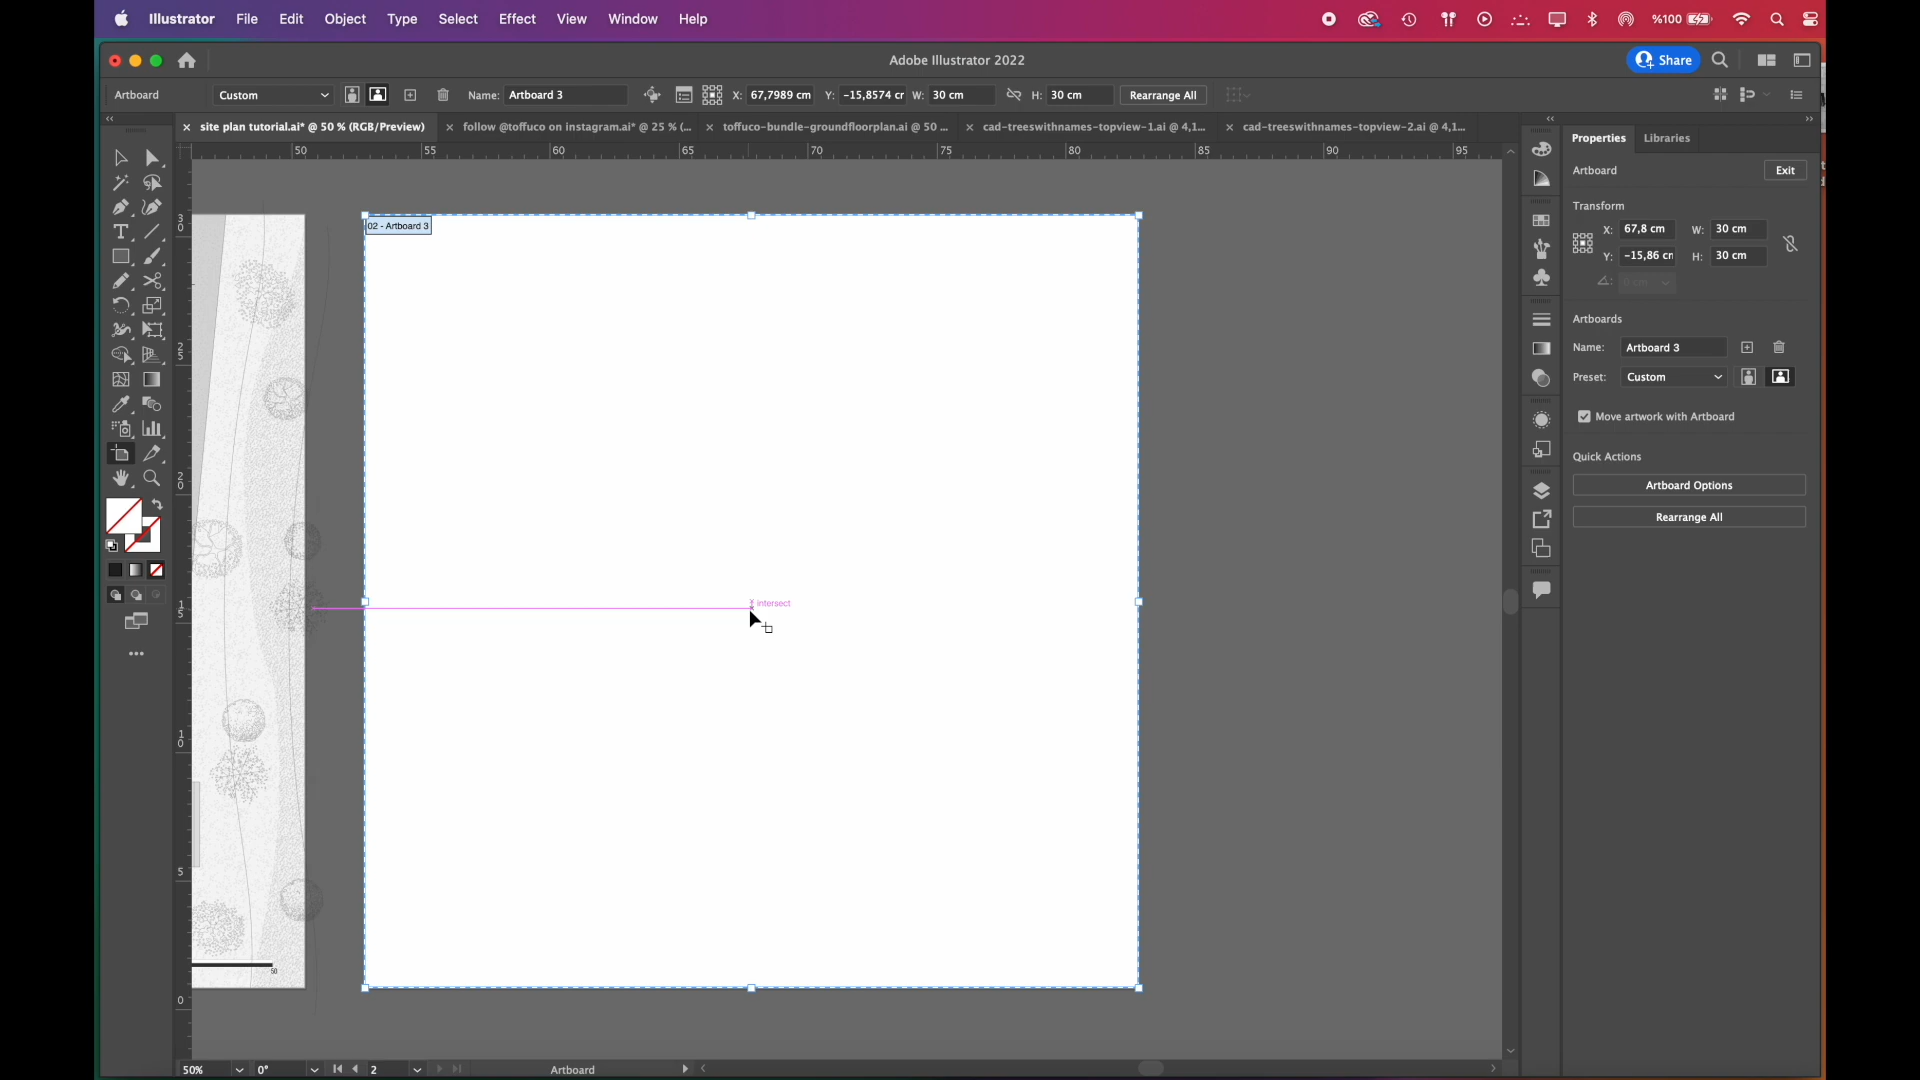 Illustrator File Edit Object Type Select Effect View Window Help %100
Adobe Illustrator 2022 Share
Artboard Custom Name: Artboard 3 X: 67,7989 cm Y: -15,8574 cr W: 30 cm H: 30 cm Rearrange All
site plan tutorial.ai* @ 50 % (RGB/Preview) follow @toffuco on instagram.ai* @ 25 % (... toffuco-bundle-groundfloorplan.ai @ 50 ... cad-treeswithnames-topview-1.ai @ 4,1... cad-treeswithnames-topview-2.ai @ 4,1...
50 55 60 65 70 75 80 85 90 95
30
25
20
15
10
5
0
02 - Artboard 3
intersect
50
Properties Libraries
Artboard Exit
Transform
X: 67,8 cm W: 30 cm
Y: -15,86 cr H: 30 cm
0 cm
Artboards
Name: Artboard 3
Preset: Custom
Move artwork with Artboard
Quick Actions
Artboard Options
Rearrange All
50% 0° 2 Artboard